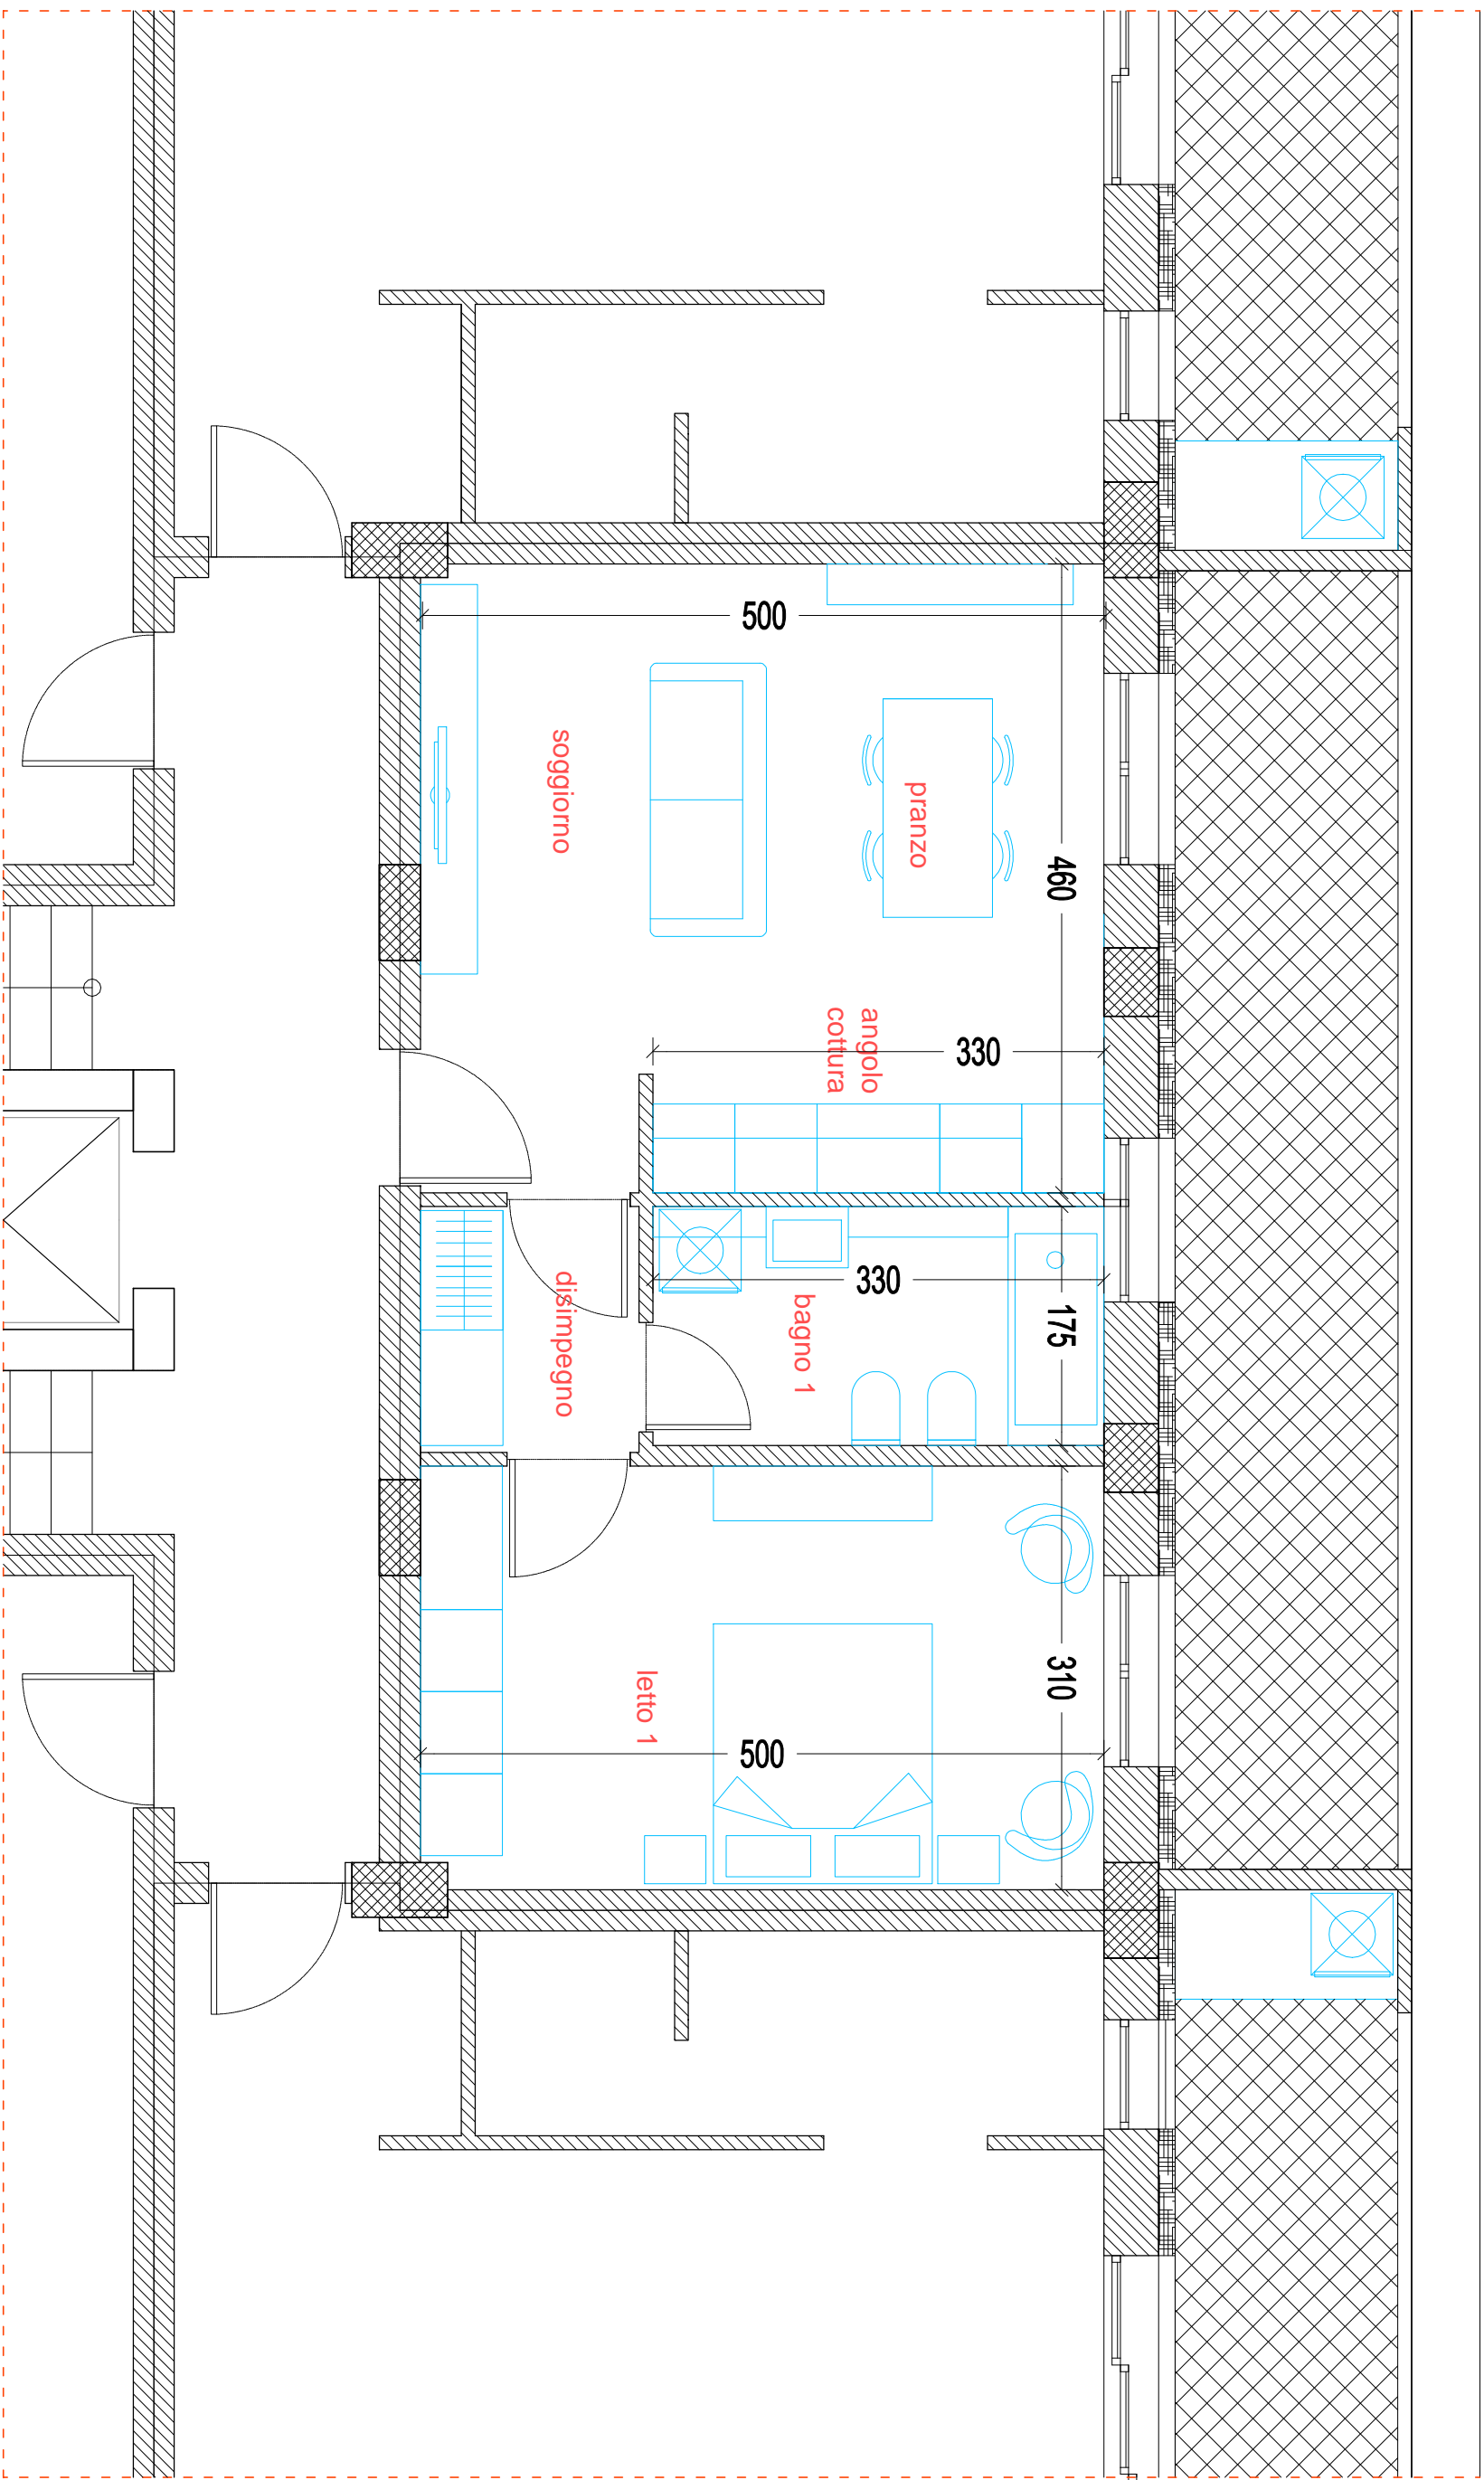 500
soggiorno
pranzo
460
angolo
cottura
330
330
175
bagno 1
disimpegno
310
letto 1
500